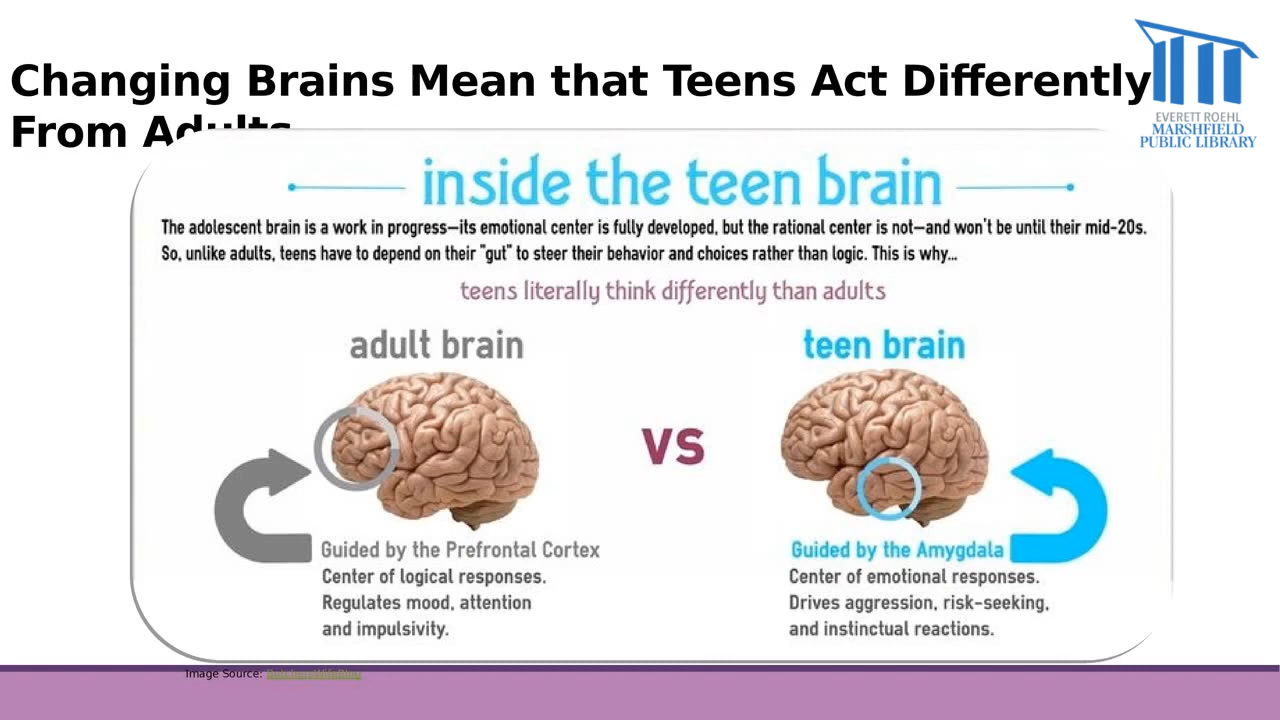 Changing Brains Mean that Teens Act Differently
From Adults
EVERETT ROEHL
MARSHFIELD
PUBLIC LIBRARY
inside the teen brain
The adolescent brain is a work in progress—its emotional center is fully developed, but the rational center is not—and won't be until their mid-20s.
So, unlike adults, teens have to depend on their "gut" to steer their behavior and choices rather than logic. This is why...
teens literally think differently than adults
adult brain
teen brain
VS
Guided by the Prefrontal Cortex
Center of logical responses.
Regulates mood, attention
and impulsivity.
Guided by the Amygdala
Center of emotional responses.
Drives aggression, risk-seeking,
and instinctual reactions.
Image Source: